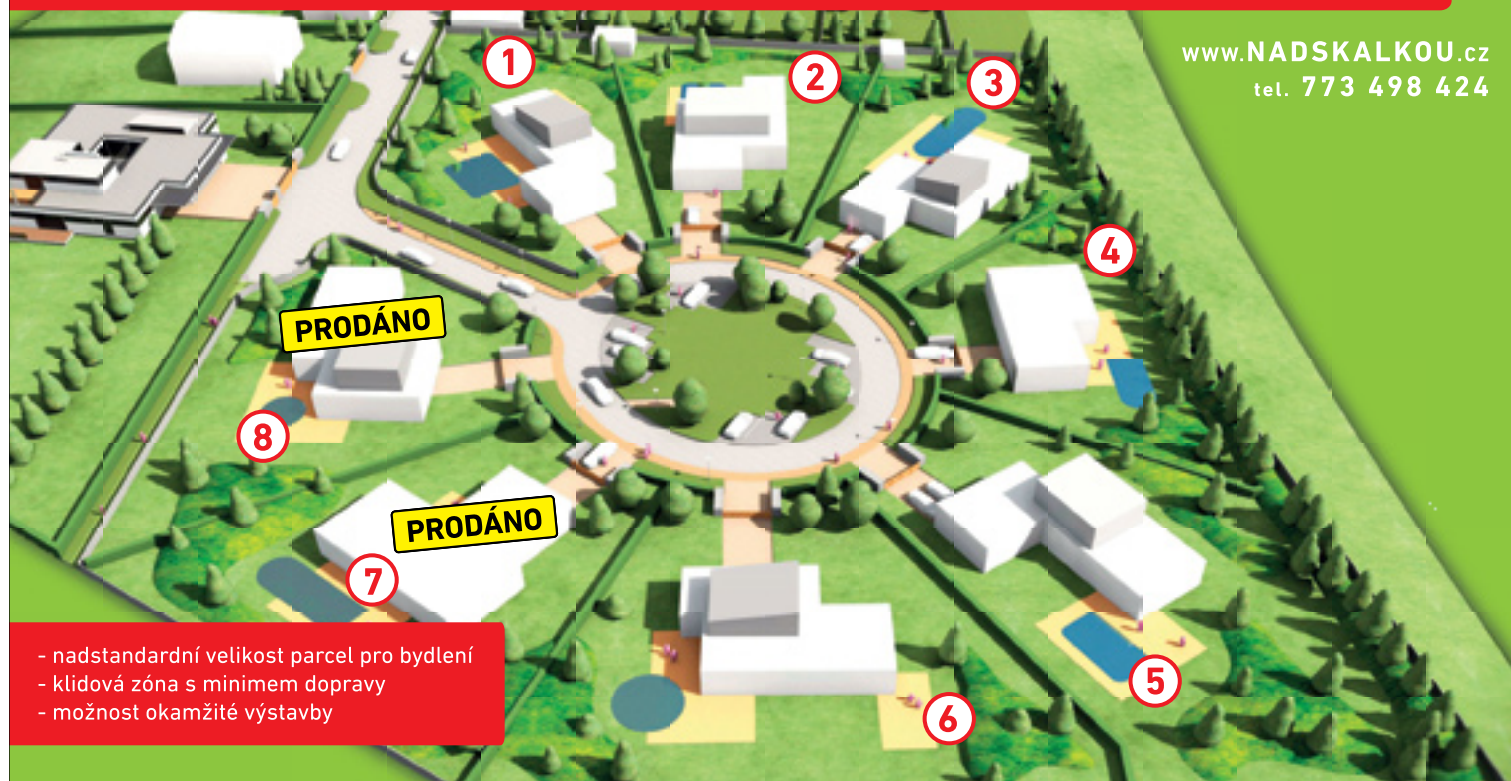 www.NADSKALKOU.cz
tel. 773 498 424
1
2
3
4
PRODÁNO
8
PRODÁNO
7
5
6
- nadstandardní velikost parcel pro bydlení
- klidová zóna s minimem dopravy
- možnost okamžité výstavby